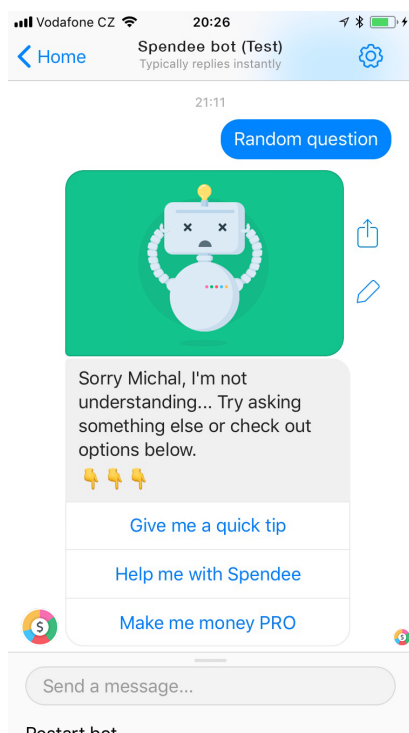 Vodafone CZ 20:26
Spendee bot (Test)
Home
Typically replies instantly
21:11
Random question
Sorry Michal, I'm not
understanding... Try asking
something else or check out
options below.
👇👇👇
Give me a quick tip
Help me with Spendee
$
Make me money PRO
$
Send a message...
Restart bot